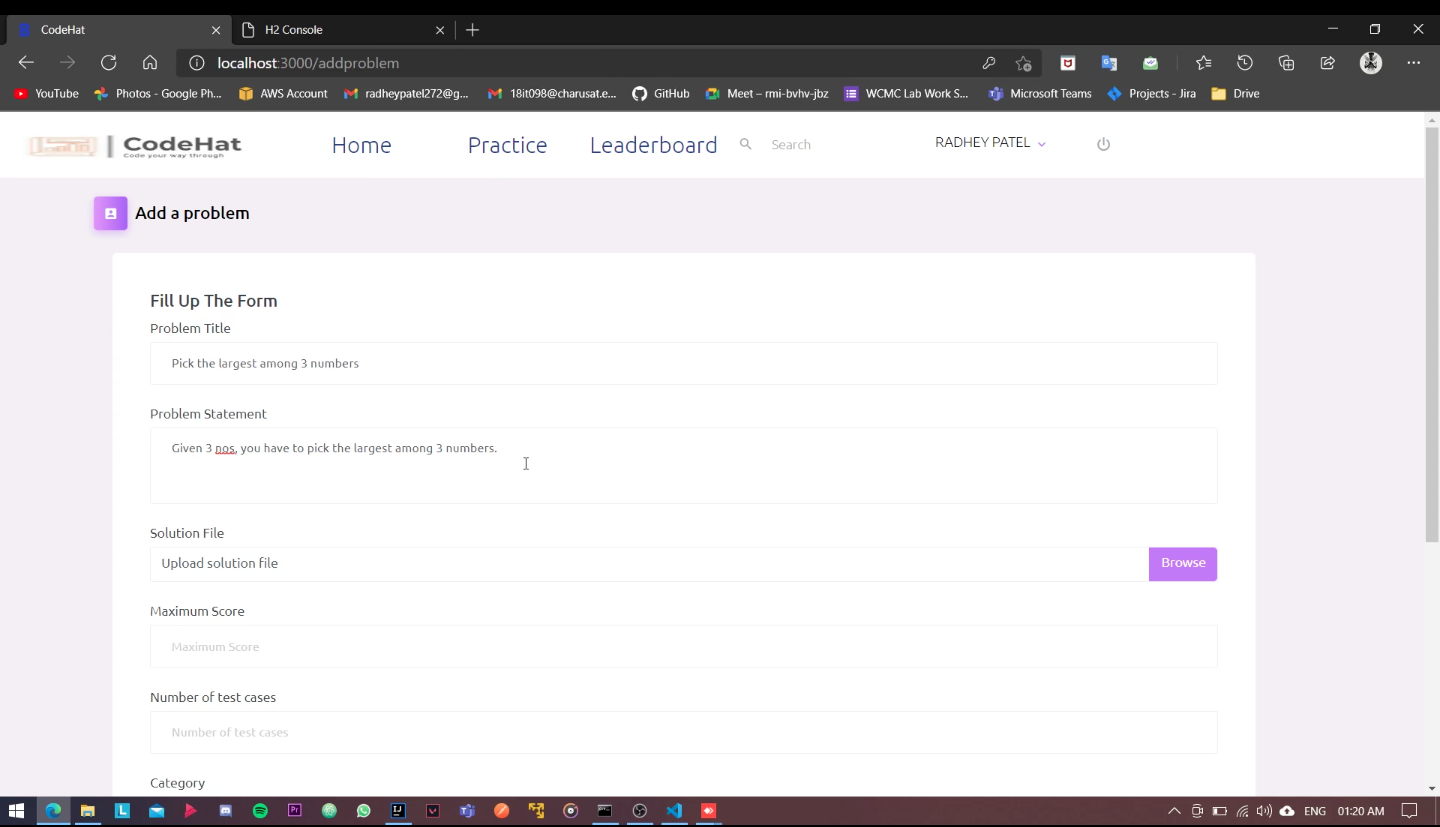 CodeHat
H2 Console
localhost:3000/addproblem
YouTube
Photos - Google Ph...
AWS Account
radheypatel272@g...
18it098@charusat.e...
GitHub
Meet – rmi-bvhv-jbz
WCMC Lab Work S...
Microsoft Teams
Projects - Jira
Drive
CodeHat
Code your way through
Home
Practice
Leaderboard
Search
RADHEY PATEL
Add a problem
Fill Up The Form
Problem Title
Pick the largest among 3 numbers
Problem Statement
Given 3 nos, you have to pick the largest among 3 numbers.
Solution File
Upload solution file
Browse
Maximum Score
Maximum Score
Number of test cases
Number of test cases
Category
ENG
01:20 AM